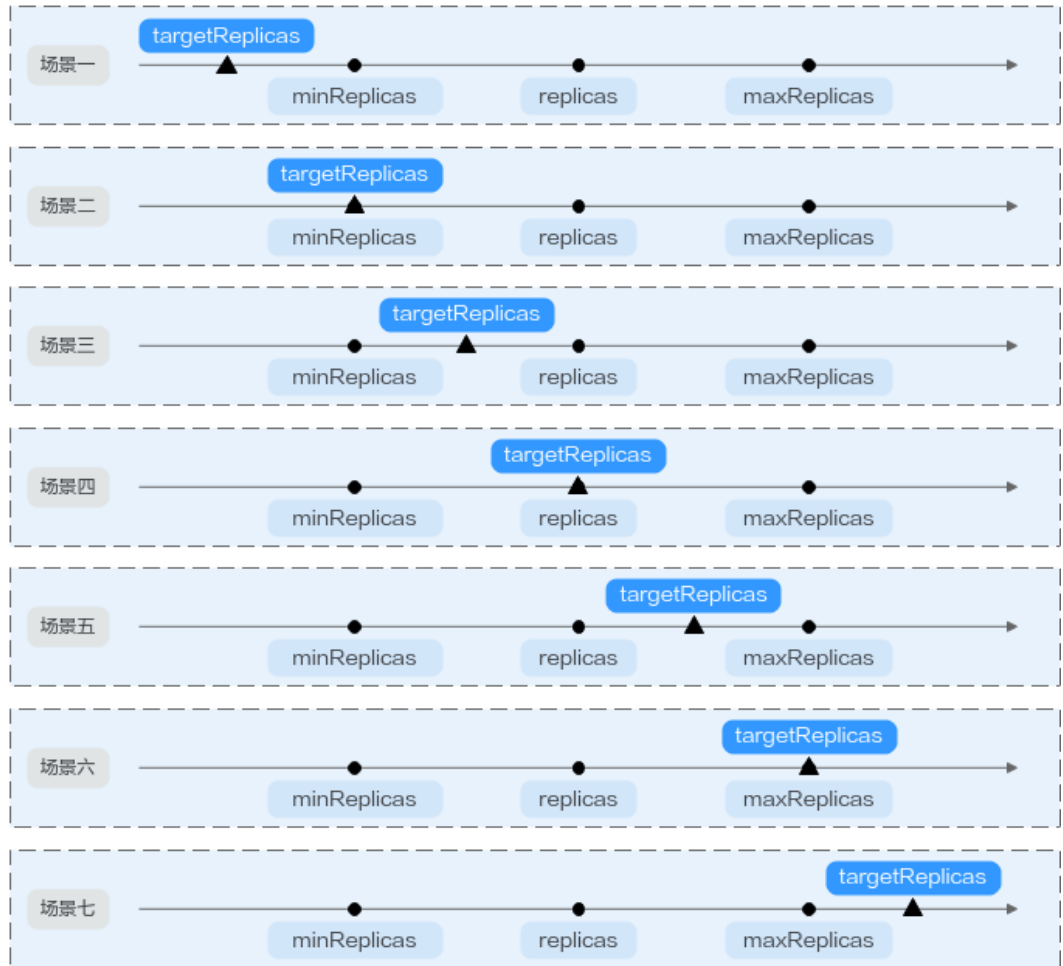 targetReplicas
场景一
minReplicas replicas maxReplicas
targetReplicas
场景二
minReplicas replicas maxReplicas
targetReplicas
场景三
minReplicas replicas maxReplicas
targetReplicas
场景四
minReplicas replicas maxReplicas
targetReplicas
场景五
minReplicas replicas maxReplicas
targetReplicas
场景六
minReplicas replicas maxReplicas
targetReplicas
场景七
minReplicas replicas maxReplicas